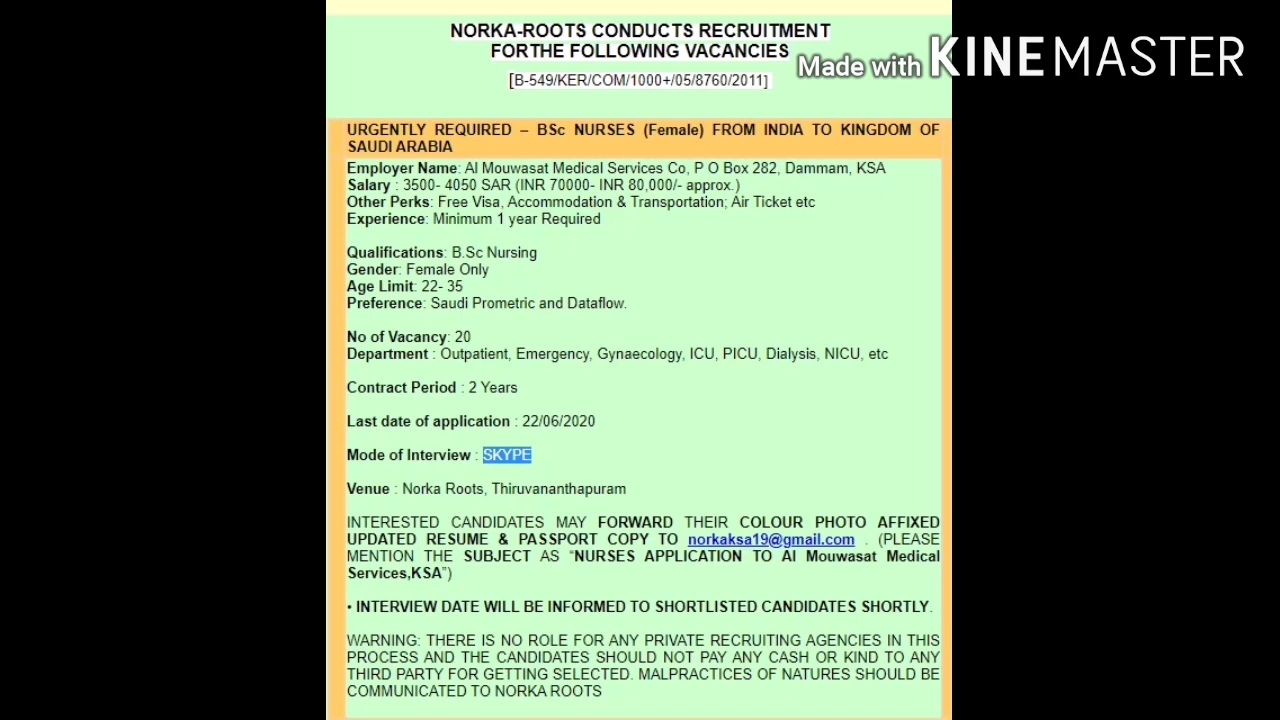 NORKA-ROOTS CONDUCTS RECRUITMENT
FORTHE FOLLOWING VACANCIES
Made with KINEMASTER
[B-549/KER/COM/1000+/05/8760/2011]
URGENTLY REQUIRED – BSc NURSES (Female) FROM INDIA TO KINGDOM OF
SAUDI ARABIA
Employer Name: Al Mouwasat Medical Services Co, P O Box 282, Dammam, KSA
Salary : 3500- 4050 SAR (INR 70000- INR 80,000/- approx.)
Other Perks: Free Visa, Accommodation & Transportation; Air Ticket etc
Experience: Minimum 1 year Required
Qualifications: B.Sc Nursing
Gender: Female Only
Age Limit: 22- 35
Preference: Saudi Prometric and Dataflow.
No of Vacancy: 20
Department : Outpatient, Emergency, Gynaecology, ICU, PICU, Dialysis, NICU, etc
Contract Period : 2 Years
Last date of application : 22/06/2020
Mode of Interview : SKYPE
Venue : Norka Roots, Thiruvananthapuram
INTERESTED CANDIDATES MAY FORWARD THEIR COLOUR PHOTO AFFIXED
UPDATED RESUME & PASSPORT COPY TO norkaksa19@gmail.com . (PLEASE
MENTION THE SUBJECT AS “NURSES APPLICATION TO Al Mouwasat Medical
Services,KSA”)
• INTERVIEW DATE WILL BE INFORMED TO SHORTLISTED CANDIDATES SHORTLY.
WARNING: THERE IS NO ROLE FOR ANY PRIVATE RECRUITING AGENCIES IN THIS
PROCESS AND THE CANDIDATES SHOULD NOT PAY ANY CASH OR KIND TO ANY
THIRD PARTY FOR GETTING SELECTED. MALPRACTICES OF NATURES SHOULD BE
COMMUNICATED TO NORKA ROOTS